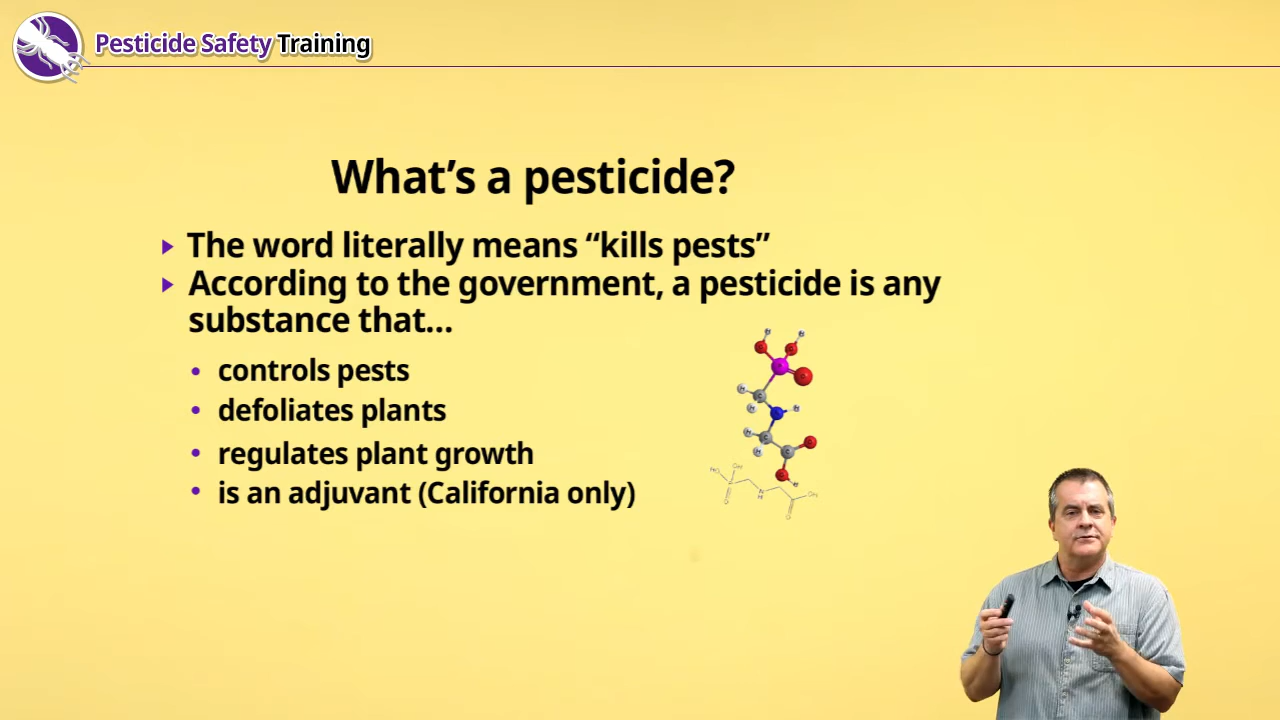 Pesticide Safety Training
What's a pesticide?
The word literally means “kills pests”
According to the government, a pesticide is any
substance that...
controls pests
defoliates plants
regulates plant growth
is an adjuvant (California only)